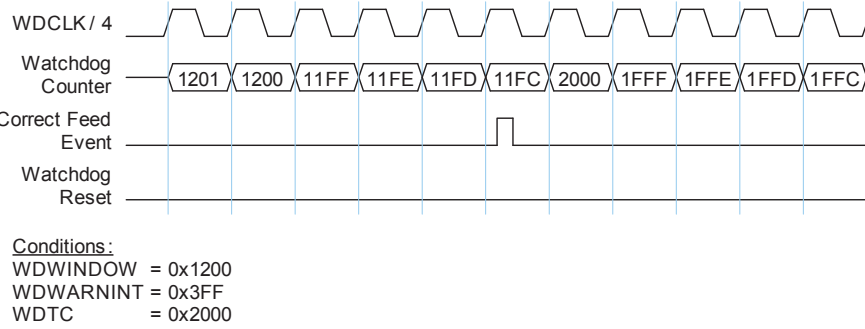 WDCLK / 4
Watchdog
Counter
1201 1200 11FF 11FE 11FD 11FC 2000 1FFF 1FFE 1FFD 1FFC
Correct Feed
Event
Watchdog
Reset
Conditions:
WDWINDOW = 0x1200
WDWARNINT = 0x3FF
WDTC = 0x2000